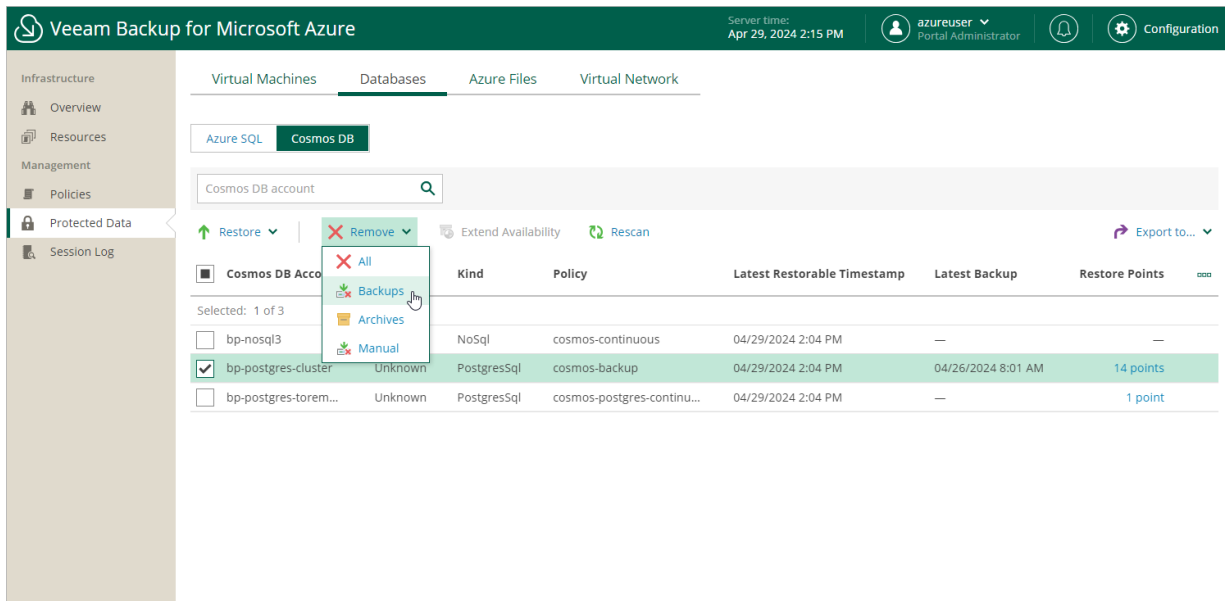 Veeam Backup for Microsoft Azure
Server time:
Apr 29, 2024 2:15 PM
azureuser
Portal Administrator
Configuration
Infrastructure
Overview
Resources
Management
Policies
Protected Data
Session Log
Virtual Machines Databases Azure Files Virtual Network
Azure SQL Cosmos DB
Cosmos DB account
Restore Remove Extend Availability Rescan Export to...
All
Backups
Archives
Manual
Cosmos DB Acco Kind Policy Latest Restorable Timestamp Latest Backup Restore Points
Selected: 1 of 3
bp-nosql3 NoSql cosmos-continuous 04/29/2024 2:04 PM — —
bp-postgres-cluster Unknown PostgresSql cosmos-backup 04/29/2024 2:04 PM 04/26/2024 8:01 AM 14 points
bp-postgres-torem... Unknown PostgresSql cosmos-postgres-continu... 04/29/2024 2:04 PM — 1 point